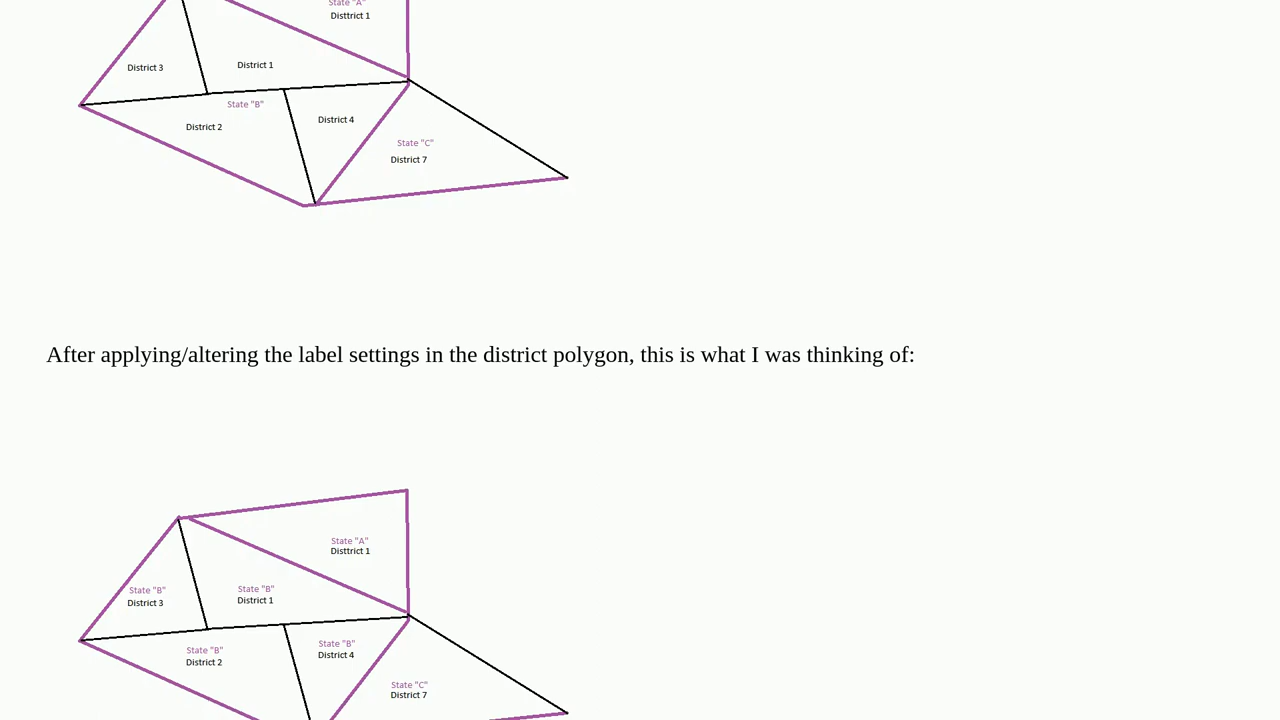 State "A"
Disttrict 1
District 3
District 1
State "B"
District 2
District 4
State "C"
District 7
After applying/altering the label settings in the district polygon, this is what I was thinking of:
State "A"
Disttrict 1
State "B"
District 3
State "B"
District 1
State "B"
District 2
State "B"
District 4
State "C"
District 7